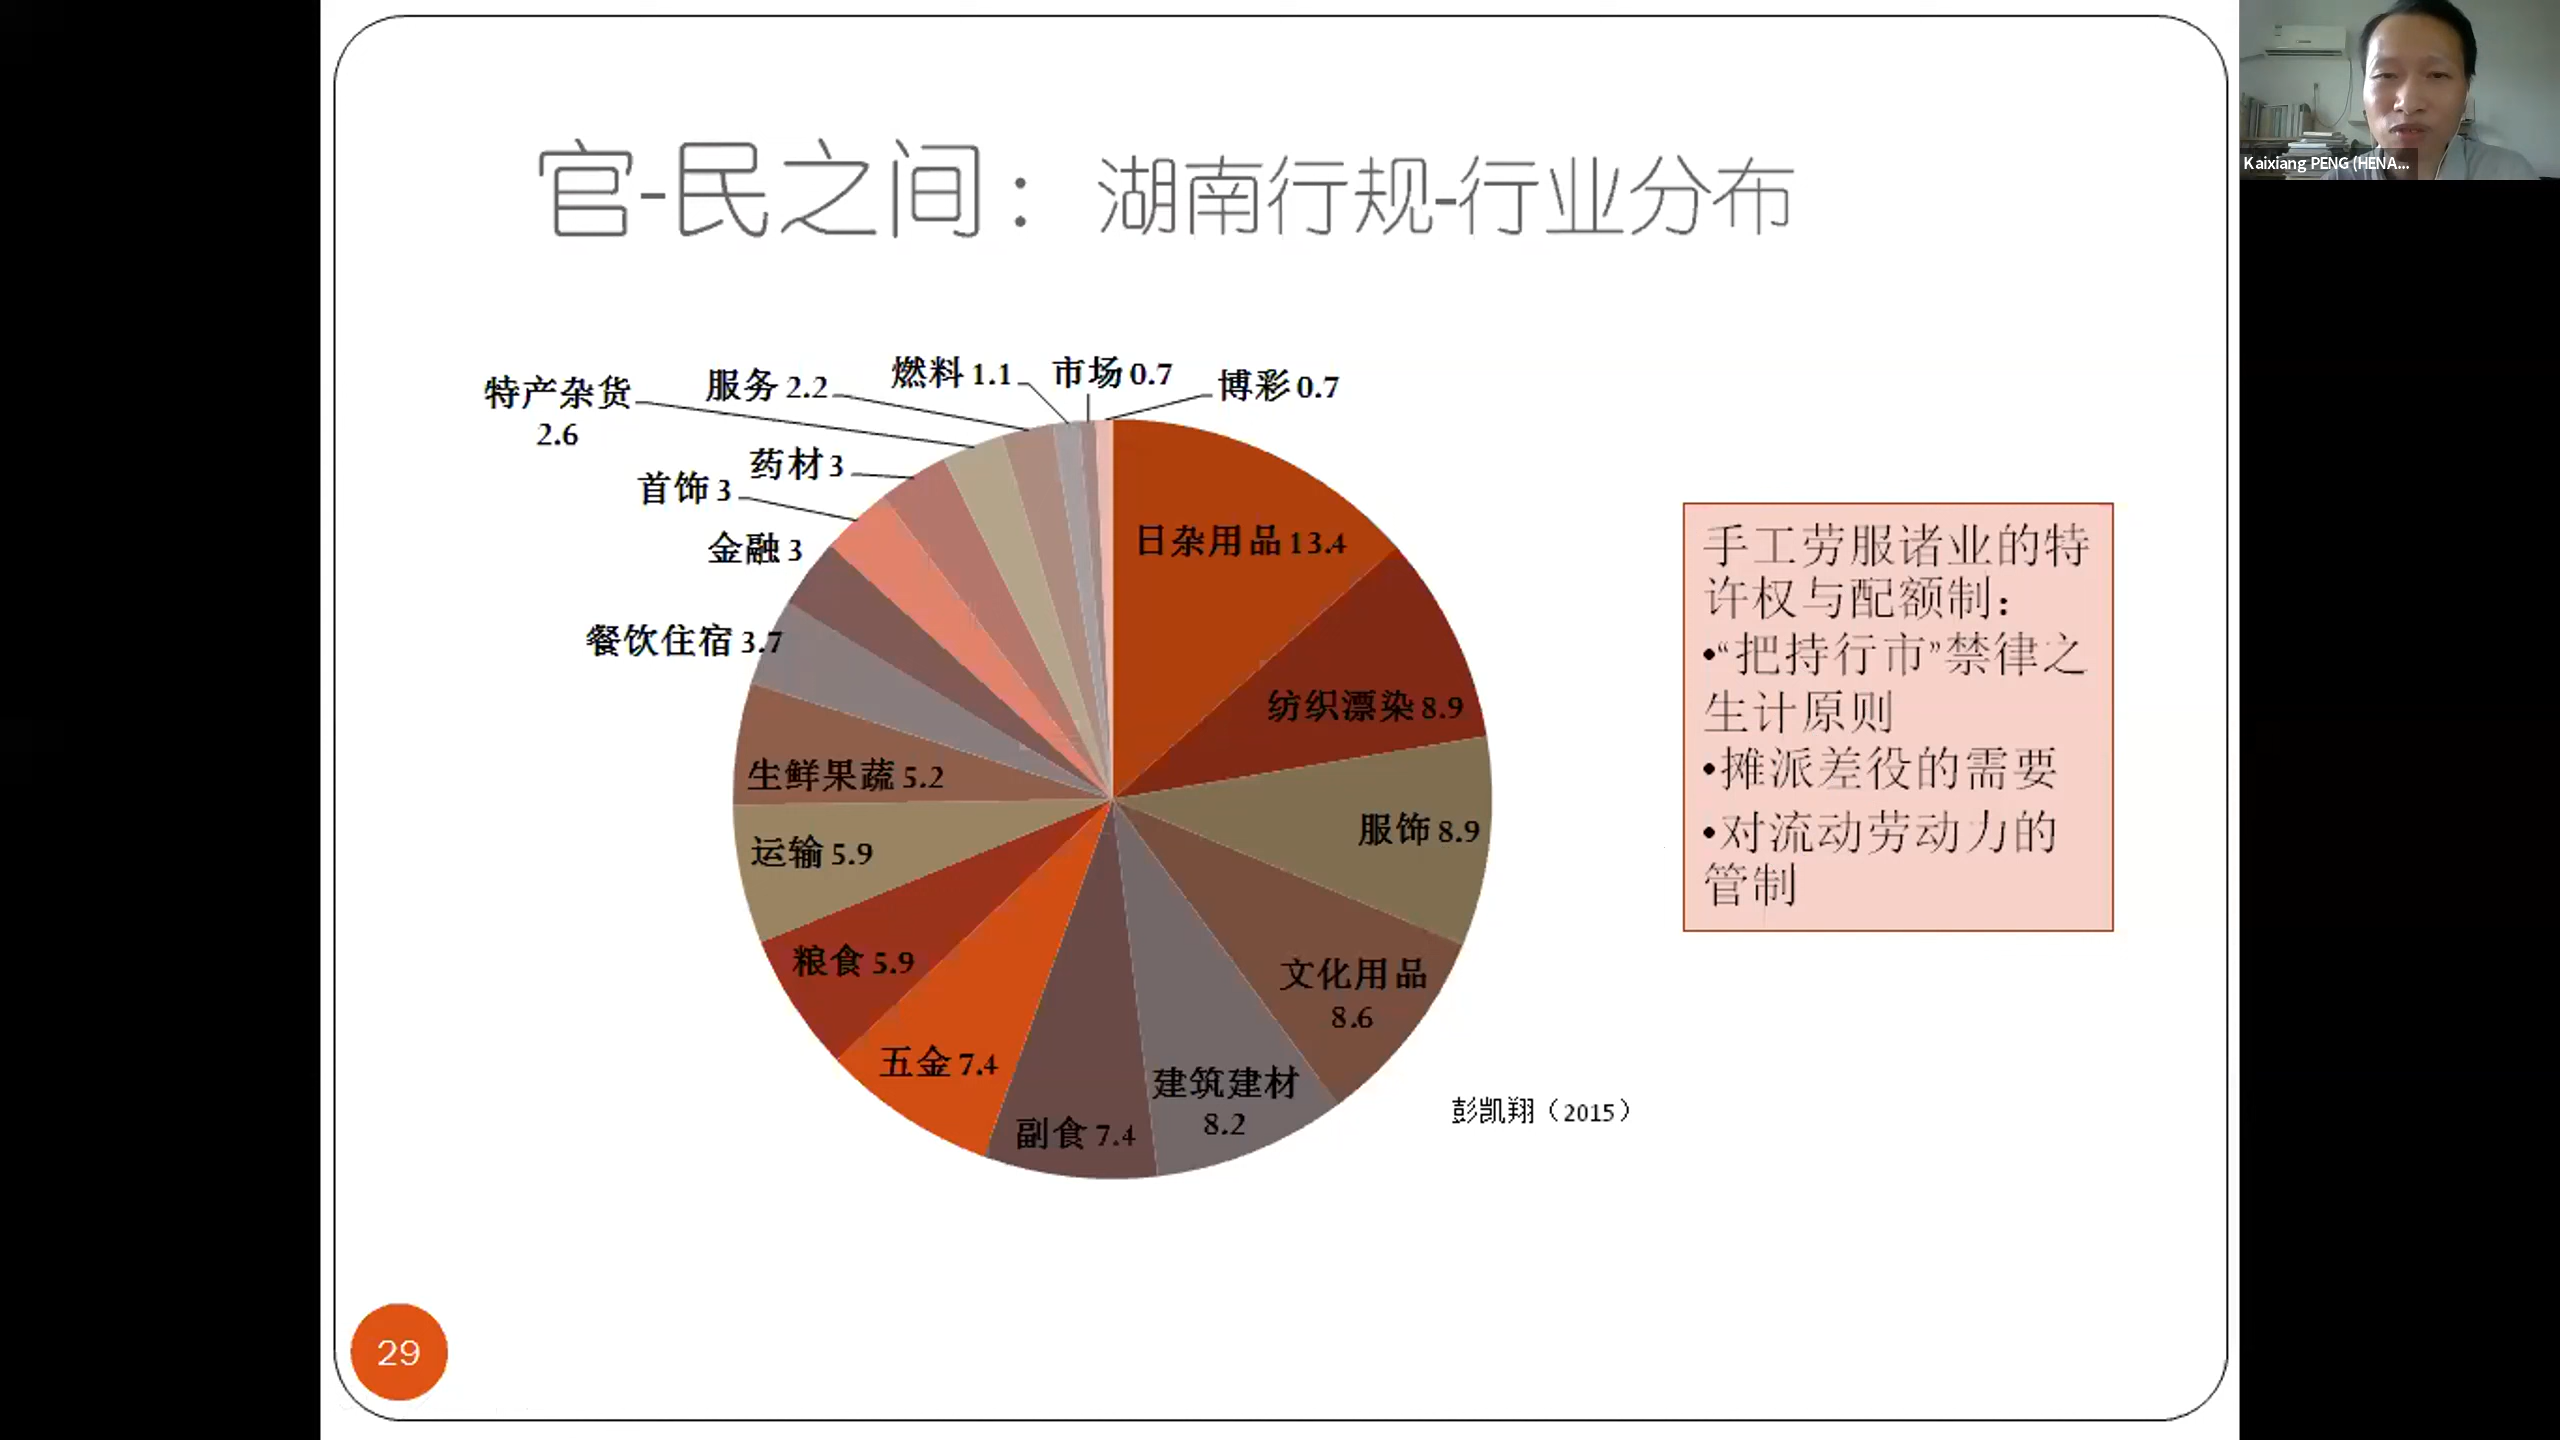 官-民之间：湖南行规-行业分布
Kaixiang PENG (HENA...
特产杂货
2.6
服务 2.2
燃料 1.1
市场 0.7
博彩 0.7
药材 3
首饰 3
金融 3
餐饮住宿 3.7
生鲜果蔬 5.2
运输 5.9
粮食 5.9
五金 7.4
副食 7.4
建筑建材
8.2
文化用品
8.6
服饰 8.9
纺织漂染 8.9
日杂用品 13.4
手工劳服诸业的特
许权与配额制：
•“把持行市”禁律之
生计原则
•摊派差役的需要
•对流动劳动力的
管制
彭凯翔（2015）
29